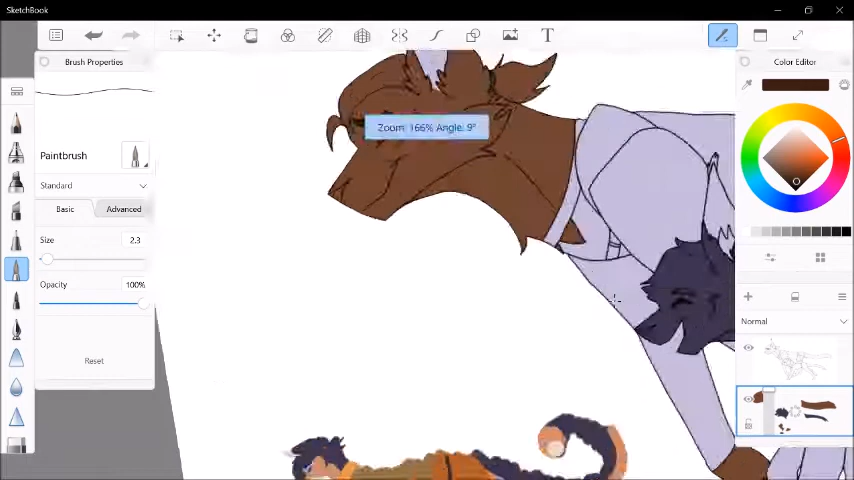 SketchBook
T
Brush Properties
Color Editor
Zoom: 166% Angle: 9°
Paintbrush
Standard
Basic
Advanced
Size
2.3
Opacity
100%
Reset
Normal